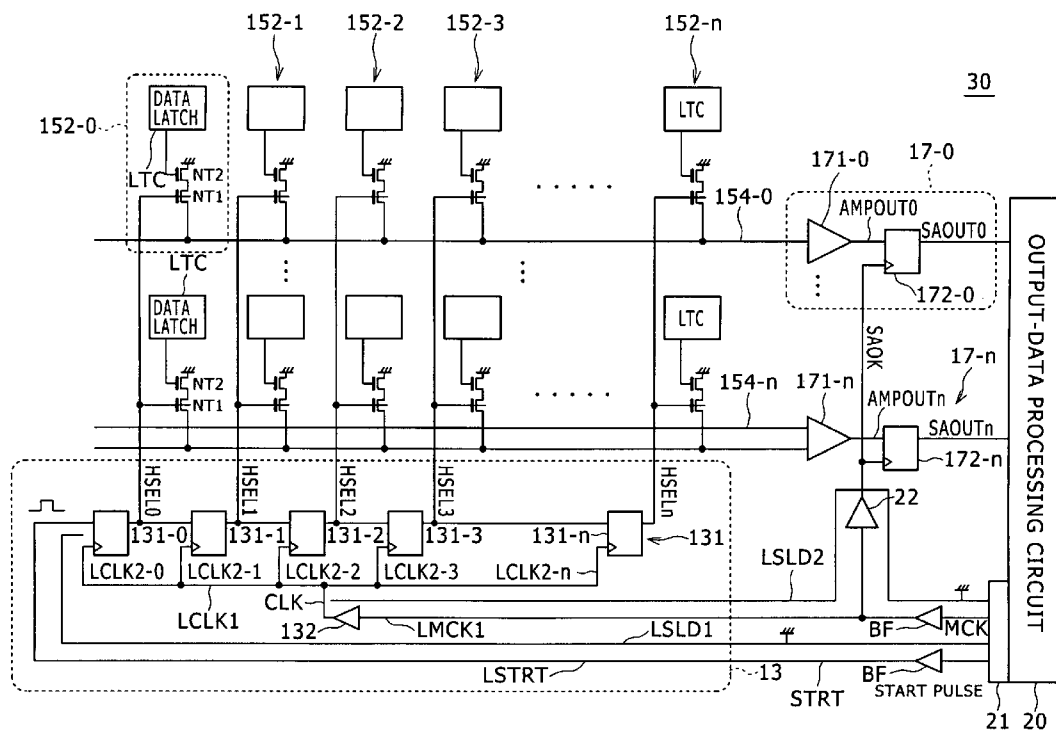 152-1
152-2
152-3
152-n
30
152-0
DATA
LATCH
LTC
LTC
NT2
NT1
154-0
171-0
17-0
AMPOUT0
SAOUT0
172-0
LTC
DATA
LATCH
LTC
NT2
NT1
154-n
171-n
SAOK
17-n
AMPOUTn
SAOUTn
172-n
OUTPUT-DATA PROCESSING CIRCUIT
HSEL0
HSEL1
HSEL2
HSEL3
HSELn
22
131-0
131-1
131-2
131-3
131-n
131
LCLK2-0
LCLK2-1
LCLK2-2
LCLK2-3
LCLK2-n
LSLD2
LCLK1
CLK
132
LMCK1
LSLD1
BF
MCK
LSTRT
13
STRT
BF
START PULSE
21
20